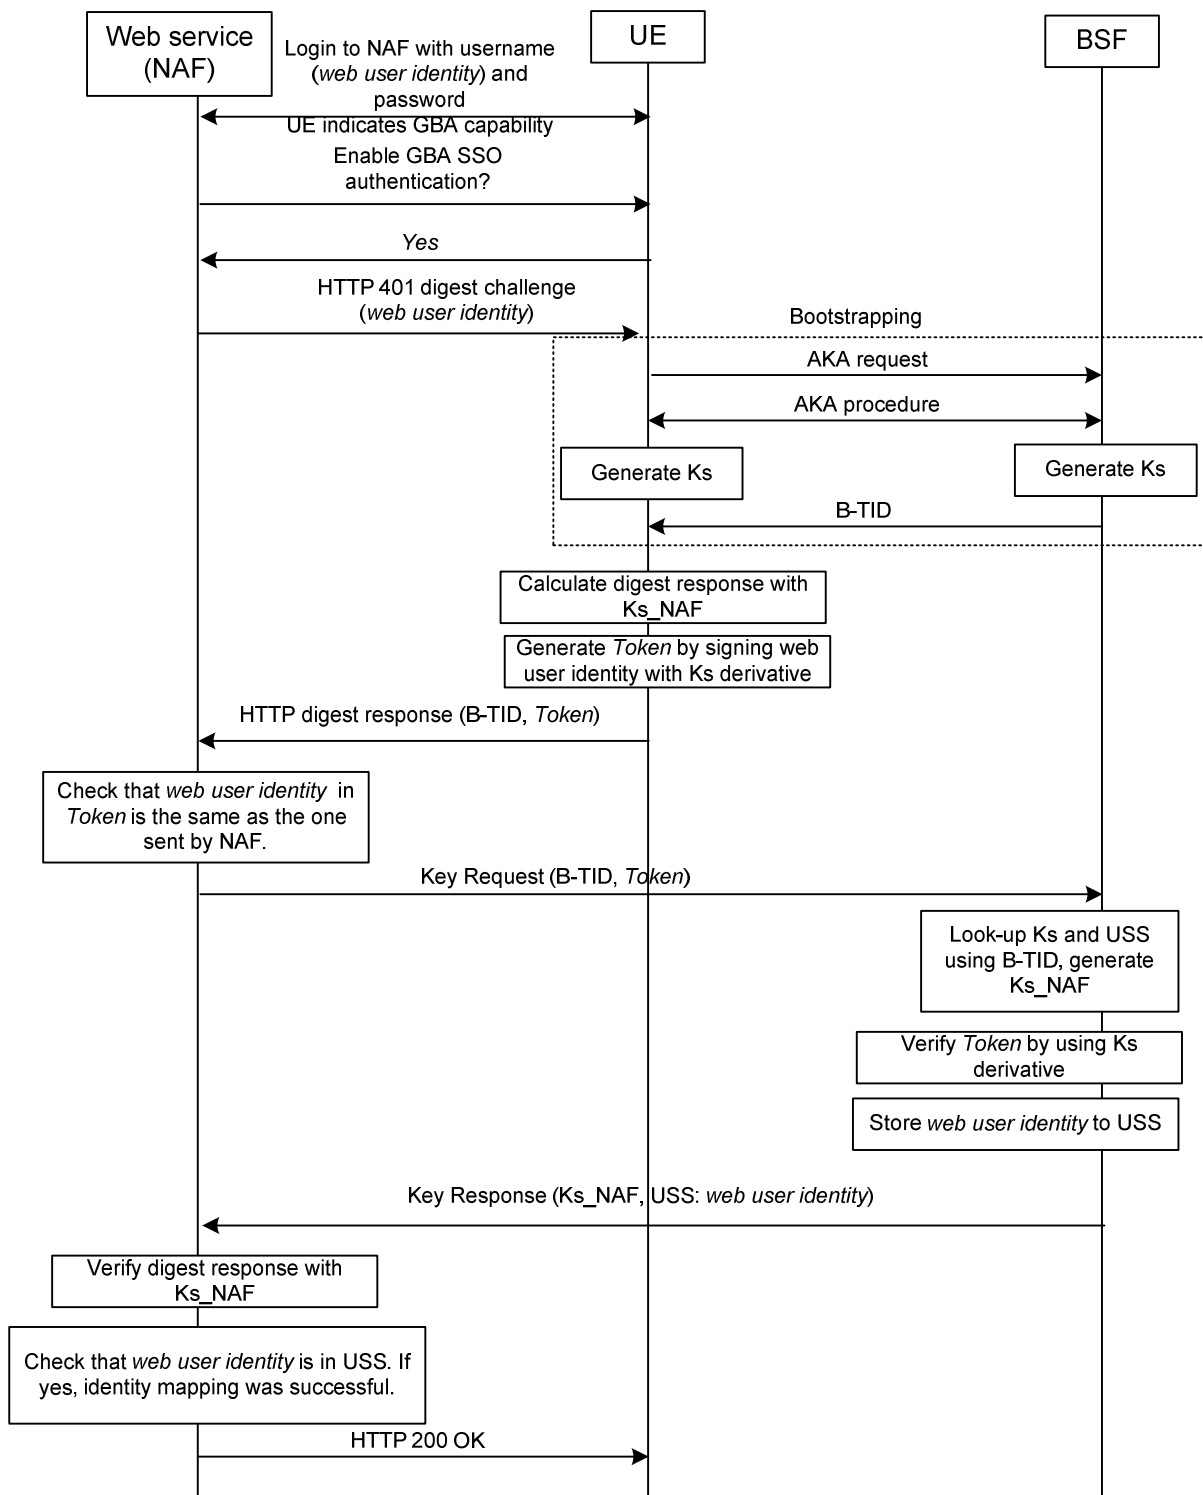 Web service
(NAF)
UE
BSF
Login to NAF with username
(web user identity) and
password
UE indicates GBA capability
Enable GBA SSO
authentication?
Yes
HTTP 401 digest challenge
(web user identity)
Bootstrapping
AKA request
AKA procedure
Generate Ks
Generate Ks
B-TID
Calculate digest response with
Ks_NAF
Generate Token by signing web
user identity with Ks derivative
HTTP digest response (B-TID, Token)
Check that web user identity in
Token is the same as the one
sent by NAF.
Key Request (B-TID, Token)
Look-up Ks and USS
using B-TID, generate
Ks_NAF
Verify Token by using Ks
derivative
Store web user identity to USS
Key Response (Ks_NAF, USS: web user identity)
Verify digest response with
Ks_NAF
Check that web user identity is in USS. If
yes, identity mapping was successful.
HTTP 200 OK